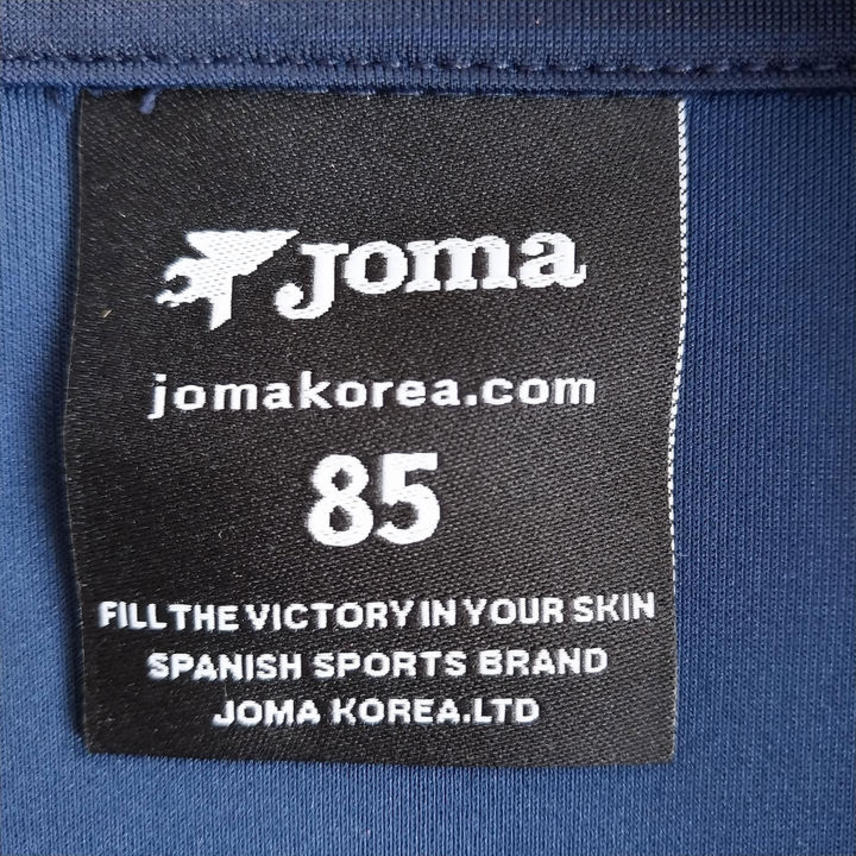 Joma
jomakorea.com
85
FILL THE VICTORY IN YOUR SKIN
SPANISH SPORTS BRAND
JOMA KOREA.LTD